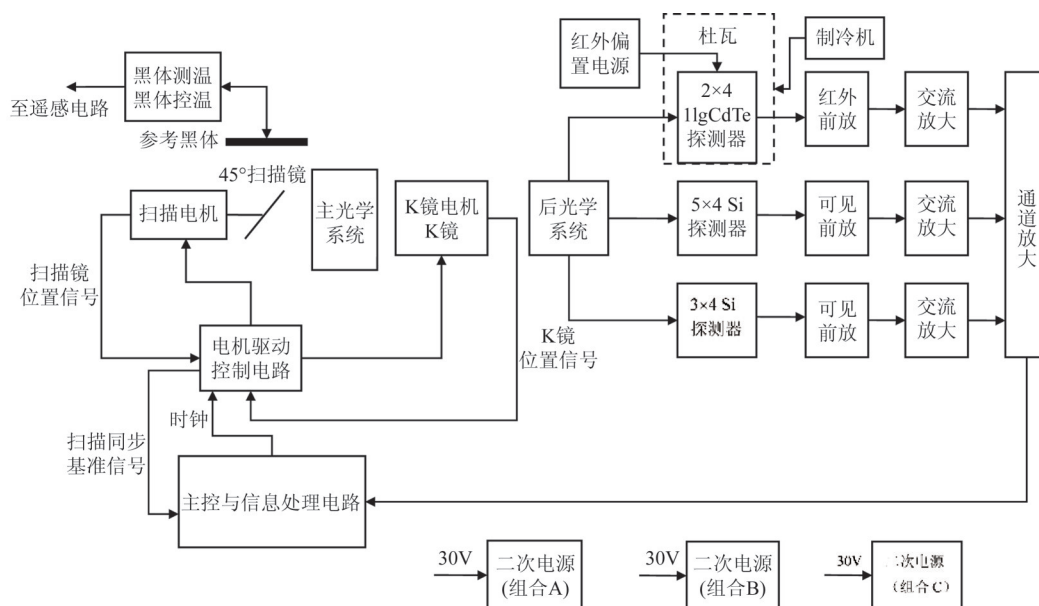 黑体测温
黑体控温
至遥感电路
参考黑体
45°扫描镜
扫描电机
主光学
系统
K镜电机
K镜
扫描镜
位置信号
电机驱动
控制电路
时钟
扫描同步
基准信号
主控与信息处理电路
K镜
位置信号
后光学
系统
红外偏
置电源
杜瓦
制冷机
2×4
1lgCdTe
探测器
红外
前放
交流
放大
5×4 Si
探测器
可见
前放
交流
放大
3×4 Si
探测器
可见
前放
交流
放大
通道放大
30V
二次电源
(组合A)
30V
二次电源
(组合B)
30V
二次电源
(组合C)